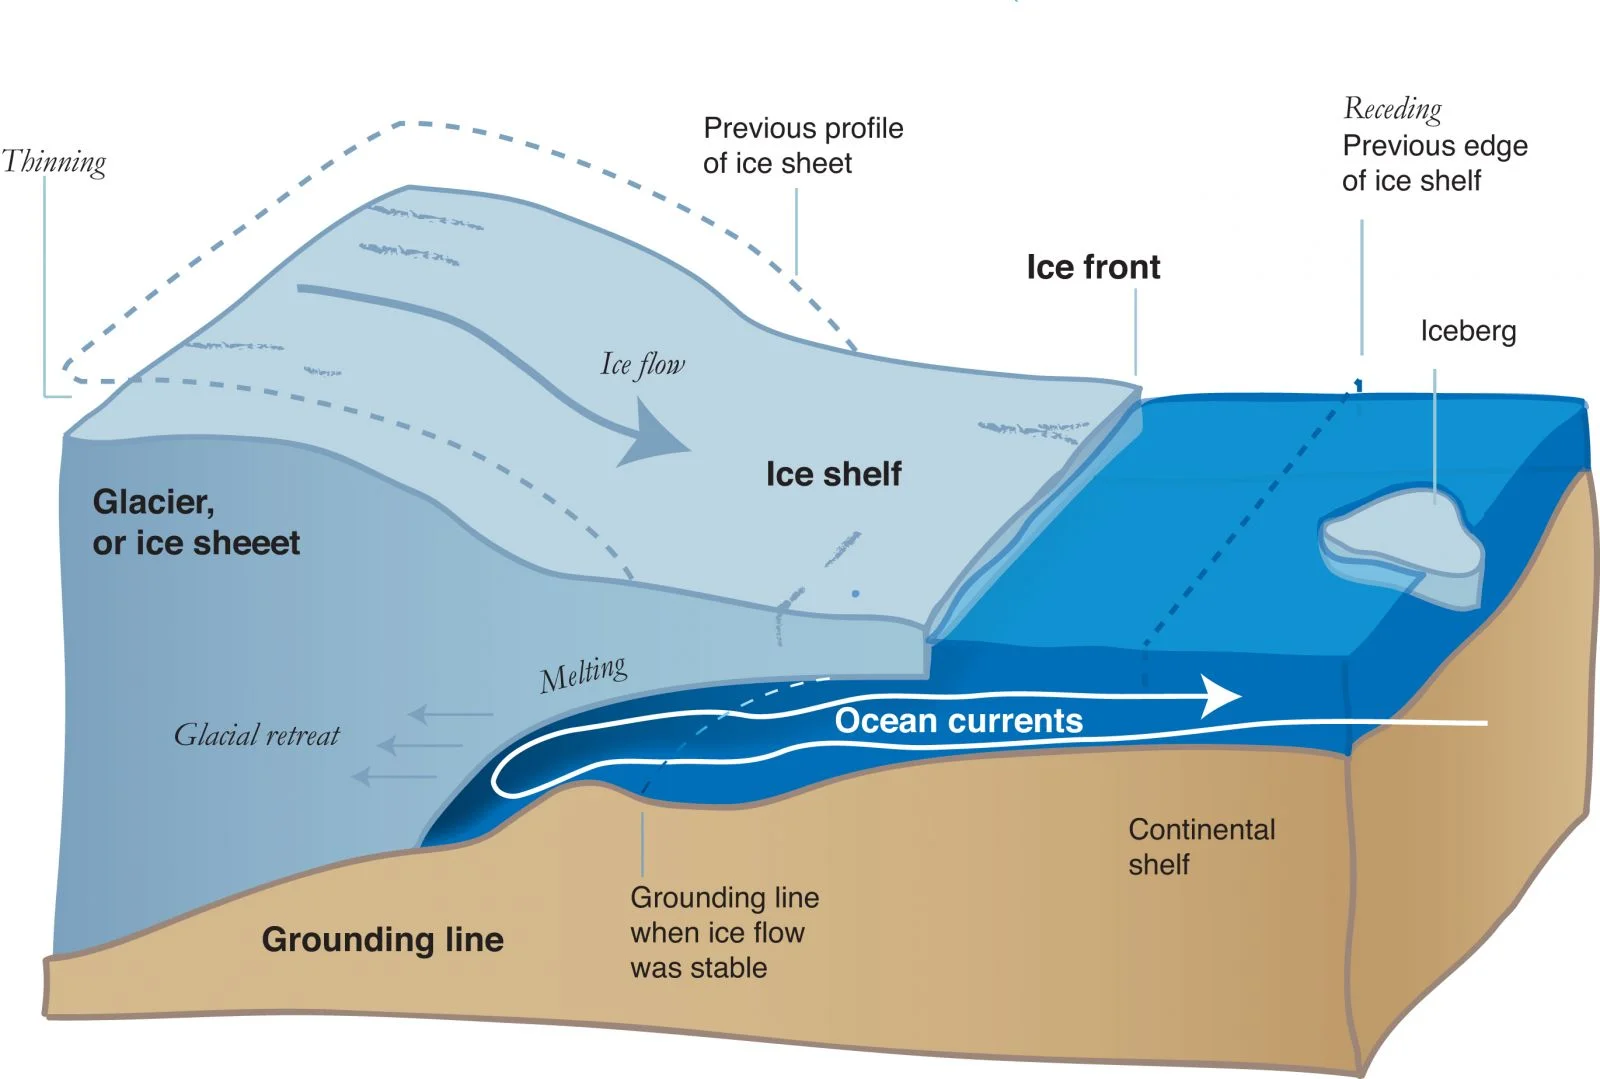 Thinning
Previous profile
of ice sheet
Receding
Previous edge
of ice shelf
Ice front
Iceberg
Ice flow
Ice shelf
Glacier,
or ice sheeet
Melting
Glacial retreat
Ocean currents
Continental
shelf
Grounding line
Grounding line
when ice flow
was stable